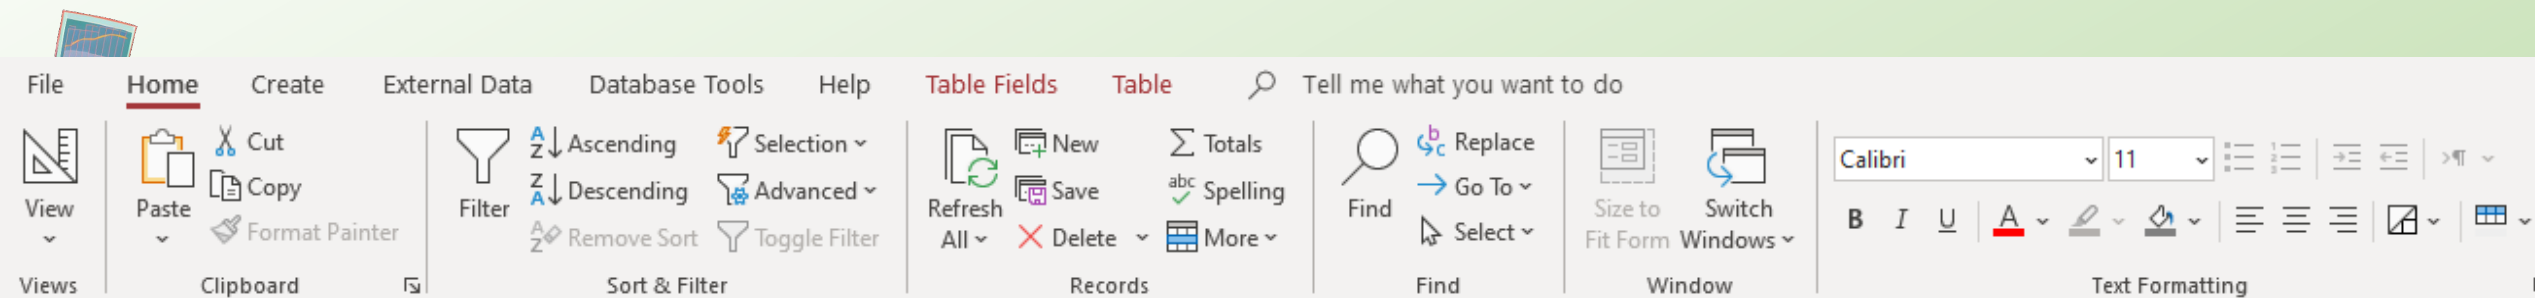 File Home Create External Data Database Tools Help Table Fields Table Tell me what you want to do
View
Views
Paste
Cut
Copy
Format Painter
Clipboard
Filter
Ascending
Descending
Remove Sort
Selection
Advanced
Toggle Filter
Sort & Filter
Refresh
All
New
Save
Delete
Totals
Spelling
More
Records
Find
Replace
Go To
Select
Find
Size to
Fit Form
Switch
Windows
Window
Calibri 11
B I U A
Text Formatting